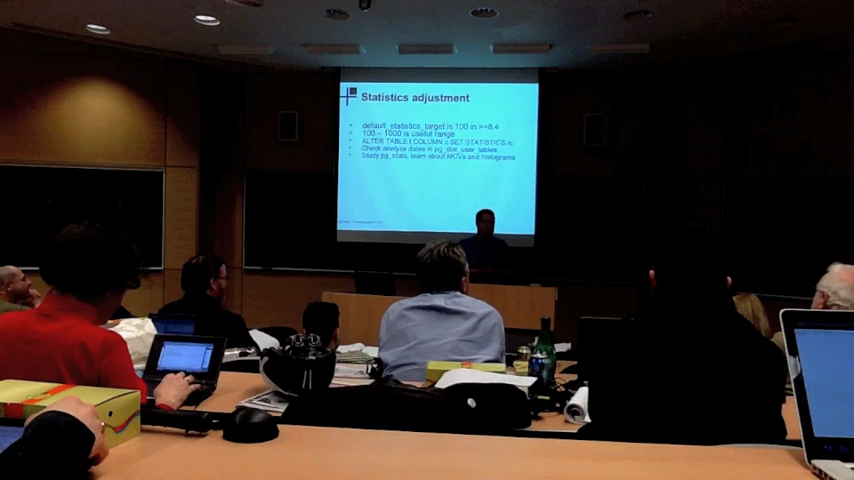 Statistics adjustment
default_statistics_target is 100 in >=8.4
100 – 1000 is useful range
ALTER TABLE t COLUMN c SET STATISTICS n;
Check analyze dates in pg_stat_user_tables
Study pg_stats, learn about MCVs and histograms